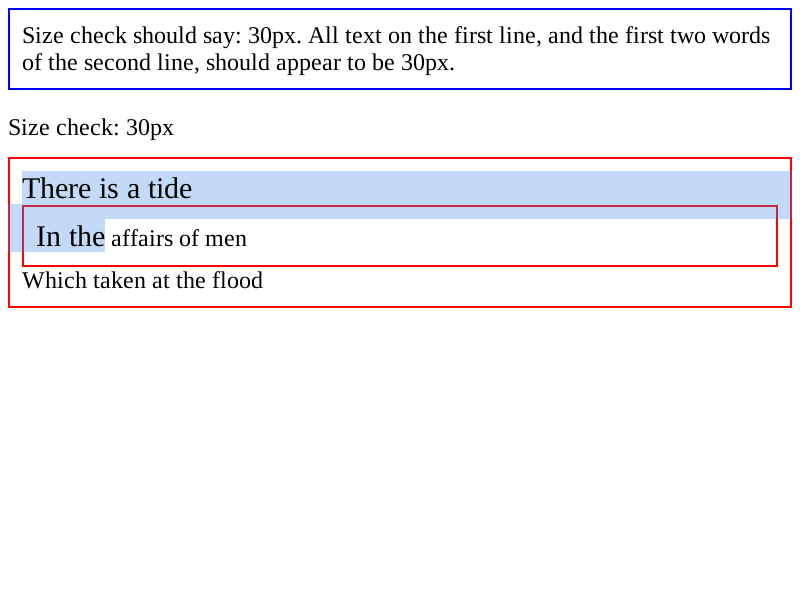 Size check should say: 30px. All text on the first line, and the first two words
of the second line, should appear to be 30px.
Size check: 30px
There is a tide
In the affairs of men
Which taken at the flood